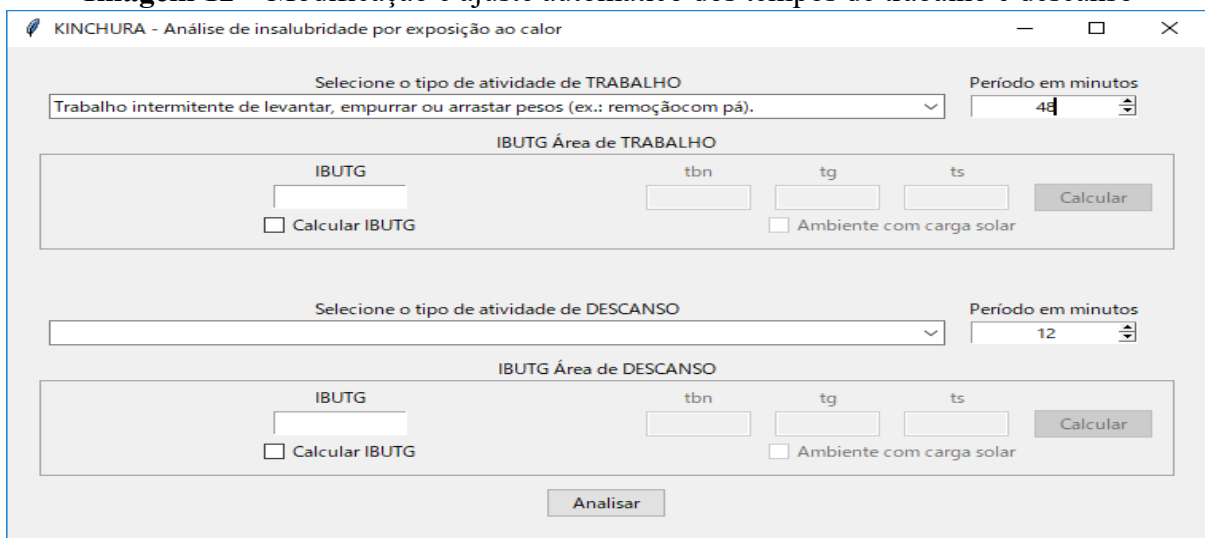 KINCHURA - Análise de insalubridade por exposição ao calor
Selecione o tipo de atividade de TRABALHO Período em minutos
Trabalho intermitente de levantar, empurrar ou arrastar pesos (ex.: remoçãocom pá). 48
IBUTG Área de TRABALHO
IBUTG tbn tg ts
Calcular
Calcular IBUTG Ambiente com carga solar
Selecione o tipo de atividade de DESCANSO Período em minutos
12
IBUTG Área de DESCANSO
IBUTG tbn tg ts
Calcular
Calcular IBUTG Ambiente com carga solar
Analisar